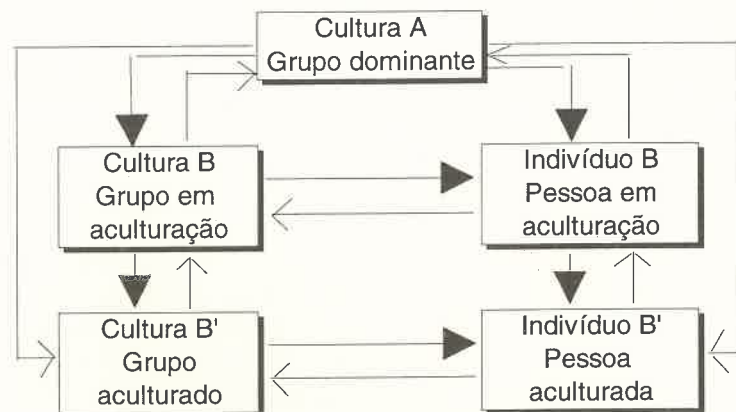 Cultura A
Grupo dominante
Cultura B
Grupo em
aculturação
Indivíduo B
Pessoa em
aculturação
Cultura B'
Grupo
aculturado
Indivíduo B'
Pessoa
aculturada